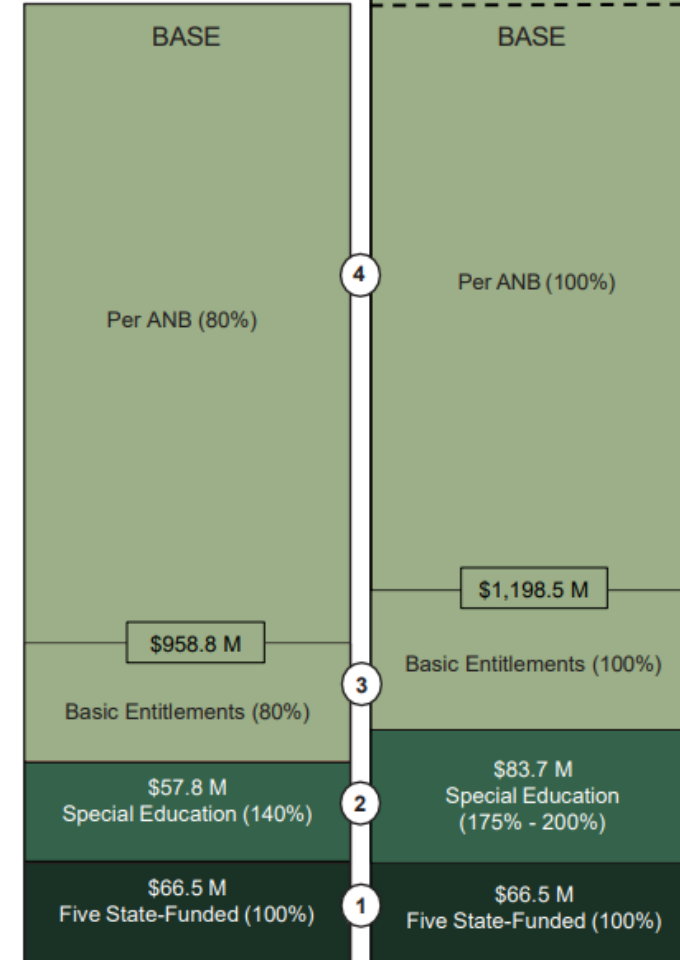 BASE
Per ANB (80%)
$958.8 M
Basic Entitlements (80%)
$57.8 M
Special Education (140%)
$66.5 M
Five State-Funded (100%)
4
3
2
1
BASE
Per ANB (100%)
$1,198.5 M
Basic Entitlements (100%)
$83.7 M
Special Education
(175% - 200%)
$66.5 M
Five State-Funded (100%)